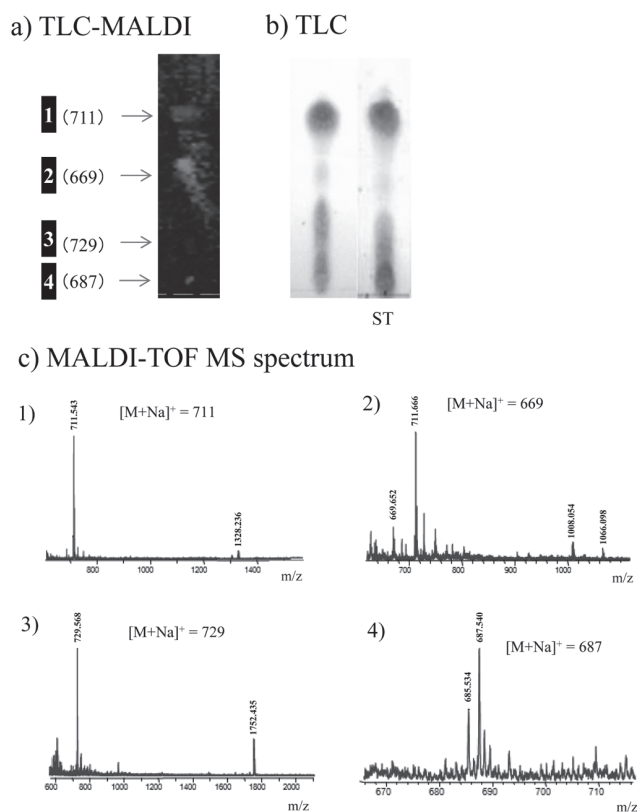 a) TLC-MALDI
b) TLC
1 (711)
2 (669)
3 (729)
4 (687)
ST
c) MALDI-TOF MS spectrum
1)
711.543
[M+Na]+ = 711
1328.236
800 1000 1200 1400
m/z
2)
711.666
[M+Na]+ = 669
669.652
1008.054
1066.098
700 800 900 1000
m/z
3)
729.568
[M+Na]+ = 729
1752.435
600 800 1000 1200 1400 1600 1800 2000
m/z
4)
687.540
[M+Na]+ = 687
685.534
670 680 690 700 710
m/z